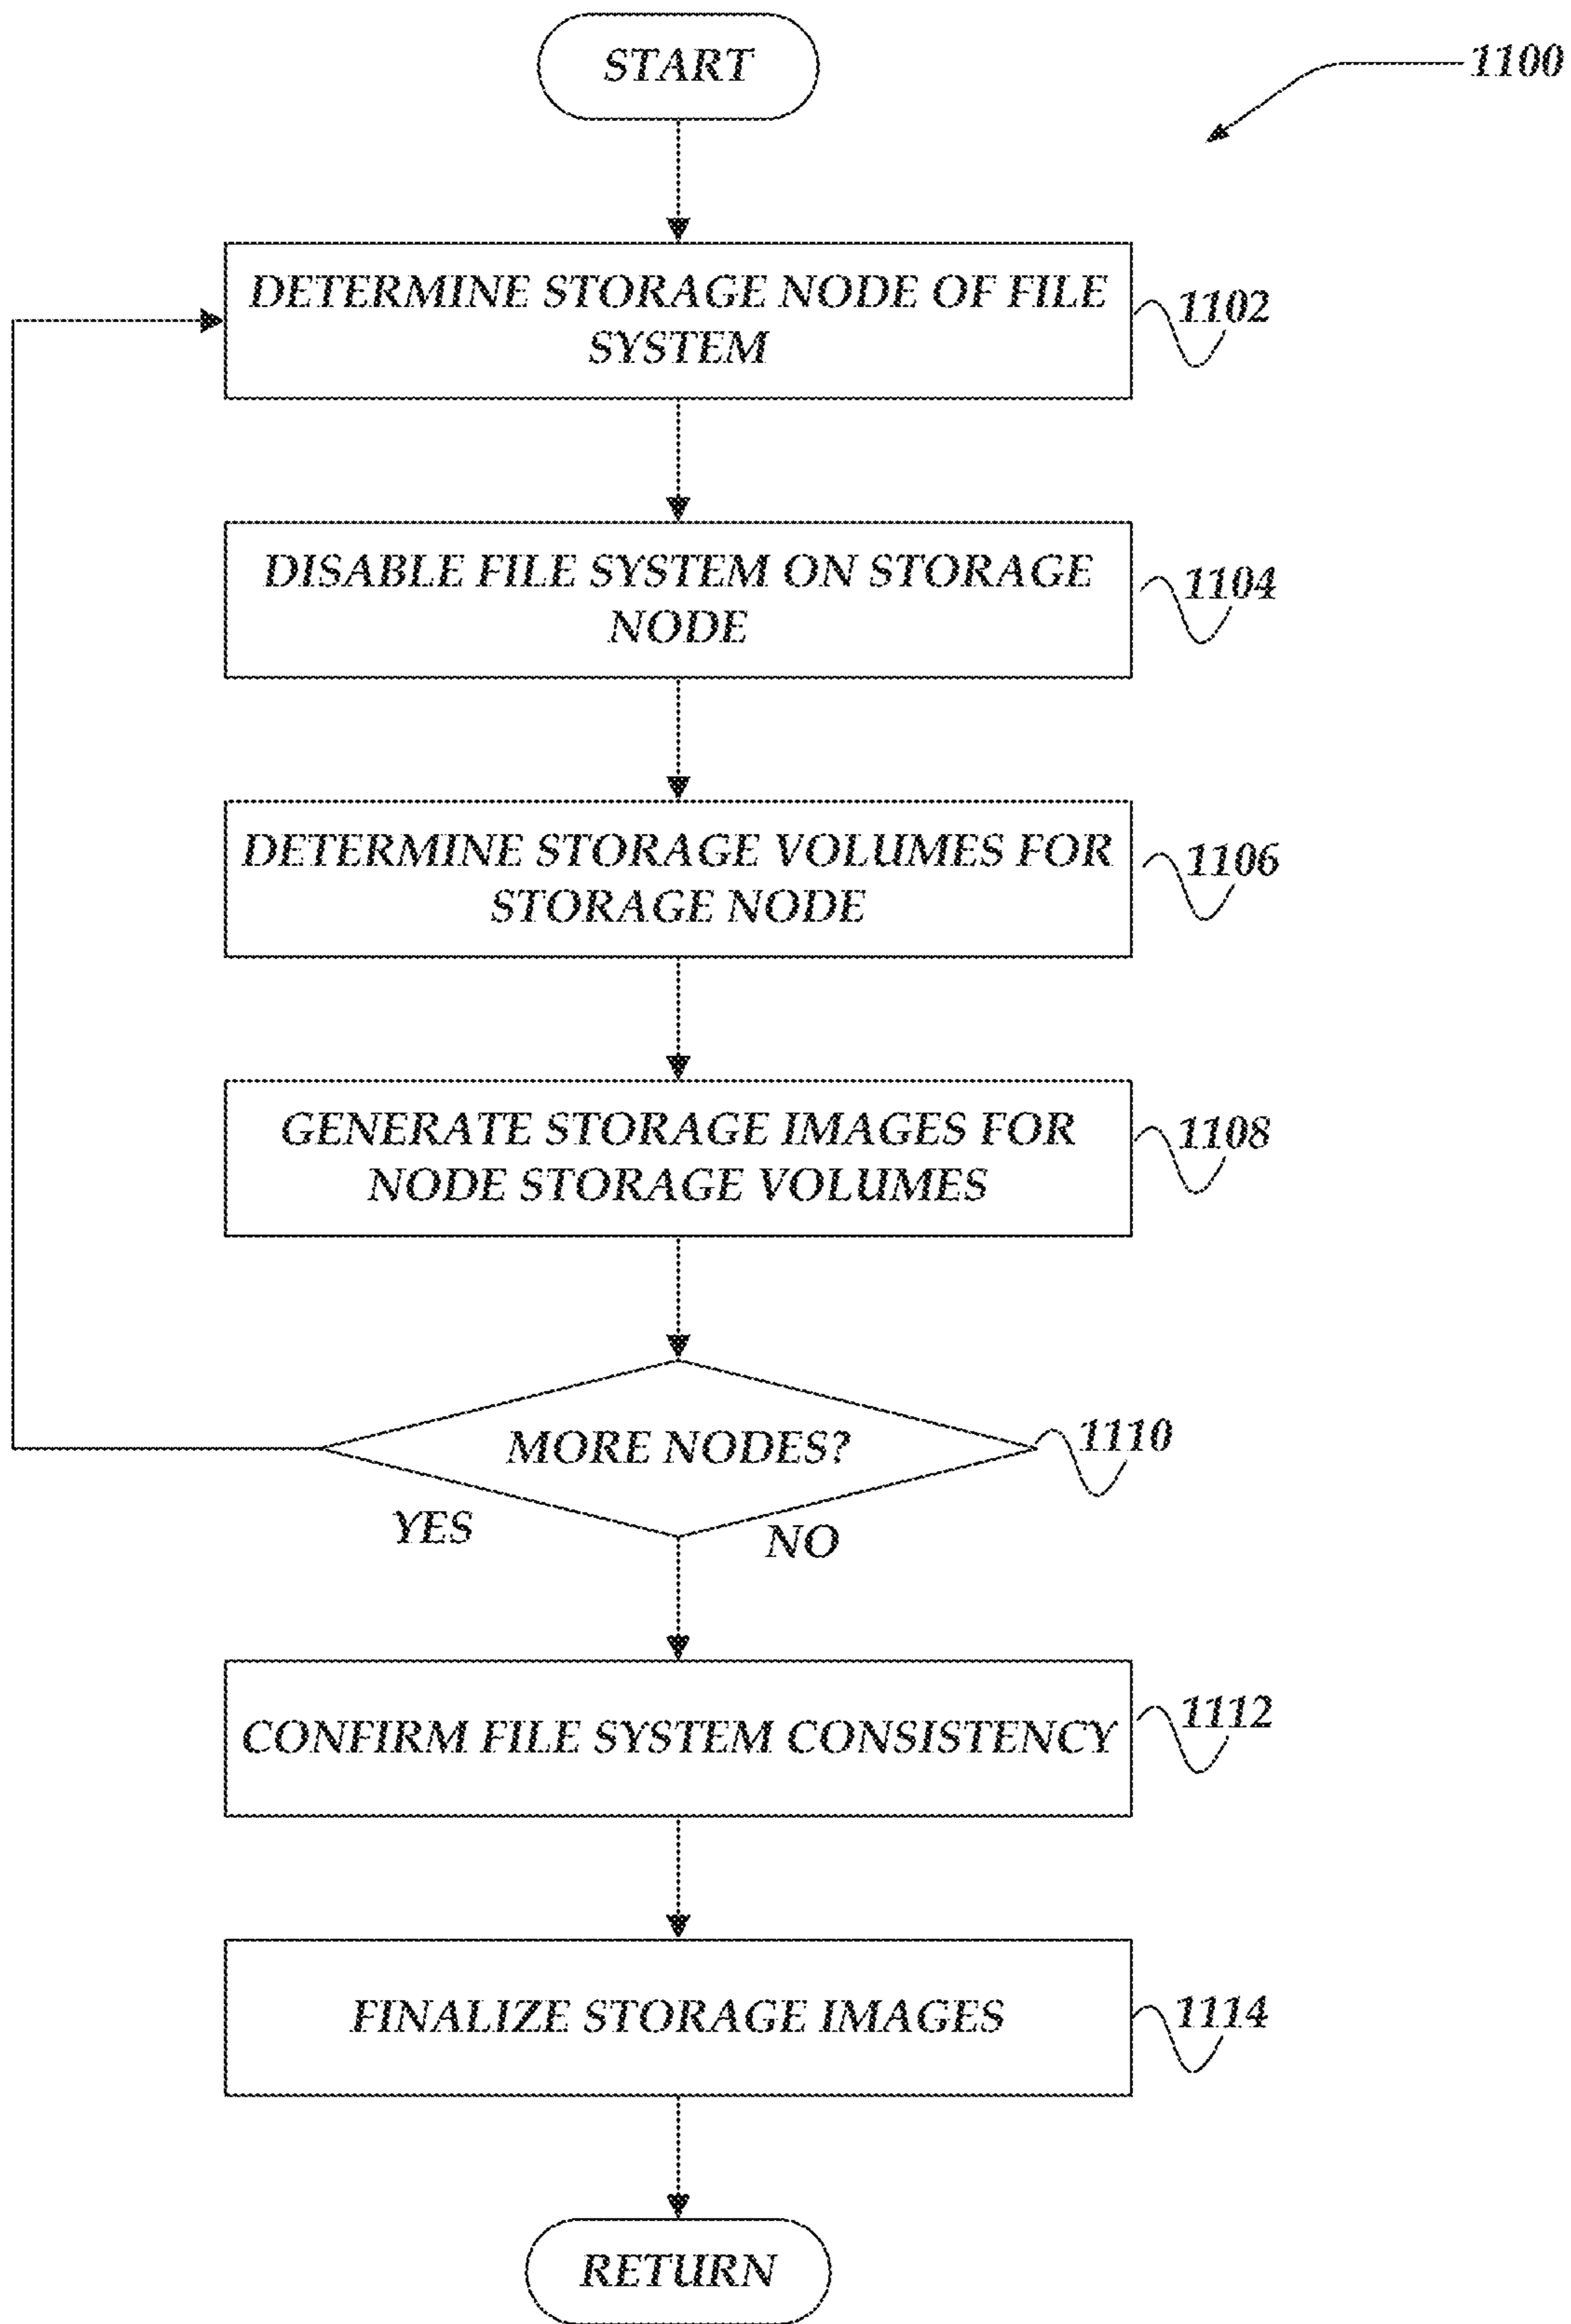 START
1100
DETERMINE STORAGE NODE OF FILE
SYSTEM
1102
DISABLE FILE SYSTEM ON STORAGE
NODE
1104
DETERMINE STORAGE VOLUMES FOR
STORAGE NODE
1106
GENERATE STORAGE IMAGES FOR
NODE STORAGE VOLUMES
1108
MORE NODES?
1110
YES
NO
CONFIRM FILE SYSTEM CONSISTENCY
1112
FINALIZE STORAGE IMAGES
1114
RETURN